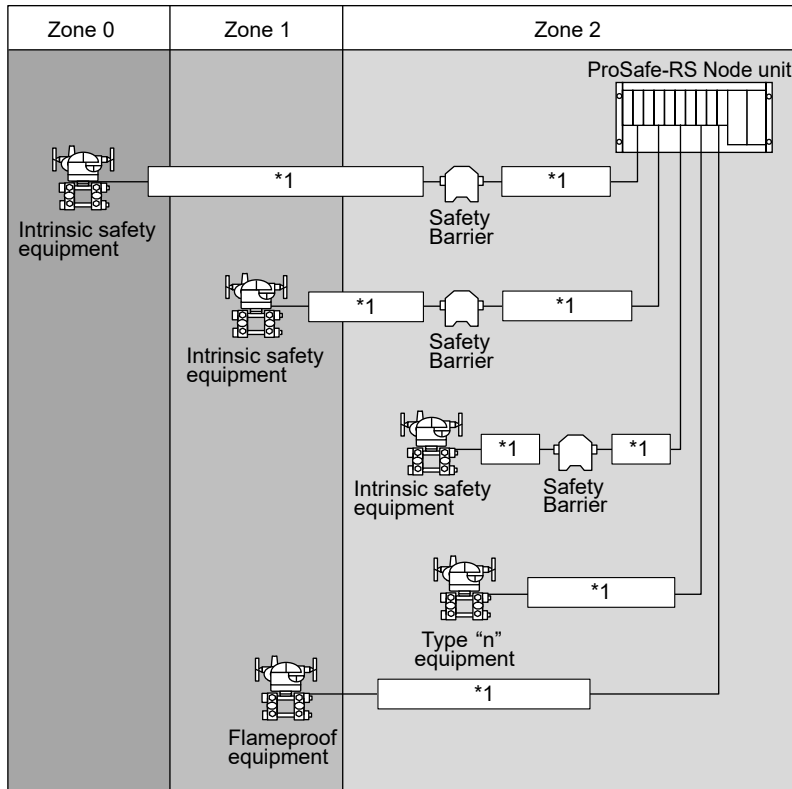 Zone 0
Zone 1
Zone 2
ProSafe-RS Node unit
*1
*1
Intrinsic safety
equipment
Safety
Barrier
*1
*1
Intrinsic safety
equipment
Safety
Barrier
*1
*1
Intrinsic safety
equipment
Safety
Barrier
*1
Type “n”
equipment
*1
Flameproof
equipment